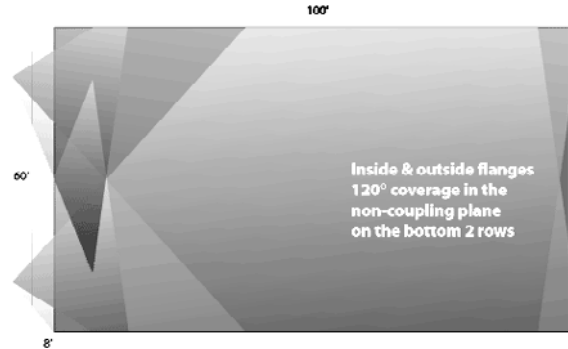 100'
60'
Inside & outside flanges
120° coverage in the
non-coupling plane
on the bottom 2 rows
8'